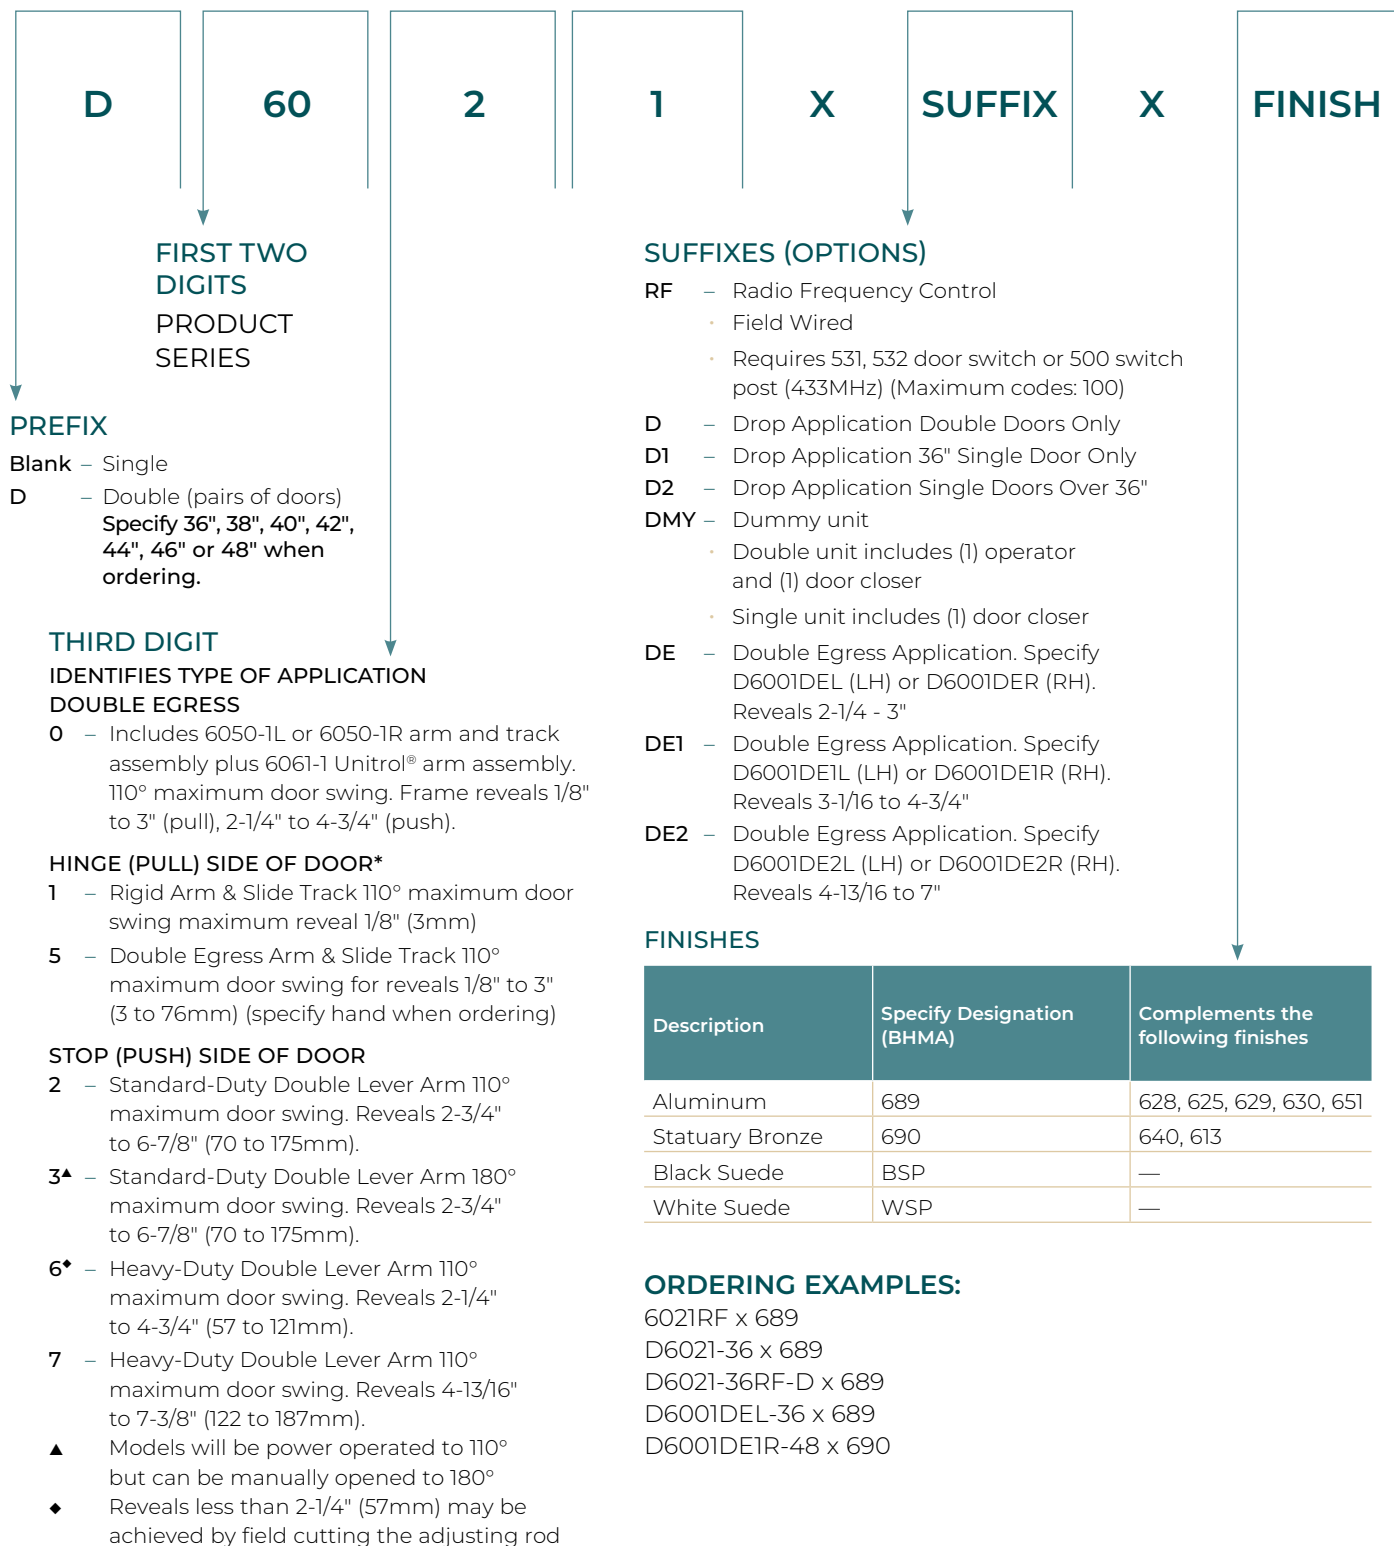 D 60 2 1 X SUFFIX X FINISH
FIRST TWO
DIGITS
PRODUCT
SERIES
PREFIX
Blank – Single
D – Double (pairs of doors)
Specify 36", 38", 40", 42",
44", 46" or 48" when
ordering.
THIRD DIGIT
IDENTIFIES TYPE OF APPLICATION
DOUBLE EGRESS
0 – Includes 6050-1L or 6050-1R arm and track
assembly plus 6061-1 Unitrol® arm assembly.
110° maximum door swing. Frame reveals 1/8"
to 3" (pull), 2-1/4" to 4-3/4" (push).
HINGE (PULL) SIDE OF DOOR*
1 – Rigid Arm & Slide Track 110° maximum door
swing maximum reveal 1/8" (3mm)
5 – Double Egress Arm & Slide Track 110°
maximum door swing for reveals 1/8" to 3"
(3 to 76mm) (specify hand when ordering)
STOP (PUSH) SIDE OF DOOR
2 – Standard-Duty Double Lever Arm 110°
maximum door swing. Reveals 2-3/4"
to 6-7/8" (70 to 175mm).
3▲ – Standard-Duty Double Lever Arm 180°
maximum door swing. Reveals 2-3/4"
to 6-7/8" (70 to 175mm).
6◆ – Heavy-Duty Double Lever Arm 110°
maximum door swing. Reveals 2-1/4"
to 4-3/4" (57 to 121mm).
7 – Heavy-Duty Double Lever Arm 110°
maximum door swing. Reveals 4-13/16"
to 7-3/8" (122 to 187mm).
▲ Models will be power operated to 110°
but can be manually opened to 180°
◆ Reveals less than 2-1/4" (57mm) may be
achieved by field cutting the adjusting rod
SUFFIXES (OPTIONS)
RF – Radio Frequency Control
· Field Wired
· Requires 531, 532 door switch or 500 switch
post (433MHz) (Maximum codes: 100)
D – Drop Application Double Doors Only
D1 – Drop Application 36" Single Door Only
D2 – Drop Application Single Doors Over 36"
DMY – Dummy unit
· Double unit includes (1) operator
and (1) door closer
· Single unit includes (1) door closer
DE – Double Egress Application. Specify
D6001DEL (LH) or D6001DER (RH).
Reveals 2-1/4 - 3"
DE1 – Double Egress Application. Specify
D6001DE1L (LH) or D6001DE1R (RH).
Reveals 3-1/16 to 4-3/4"
DE2 – Double Egress Application. Specify
D6001DE2L (LH) or D6001DE2R (RH).
Reveals 4-13/16 to 7"
FINISHES
Description Specify Designation (BHMA) Complements the following finishes
Aluminum 689 628, 625, 629, 630, 651
Statuary Bronze 690 640, 613
Black Suede BSP —
White Suede WSP —
ORDERING EXAMPLES:
6021RF x 689
D6021-36 x 689
D6021-36RF-D x 689
D6001DEL-36 x 689
D6001DE1R-48 x 690